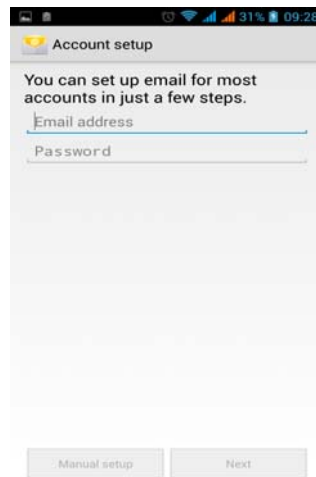 31% 09:28
Account setup
You can set up email for most
accounts in just a few steps.
Email address
Password
Manual setup Next